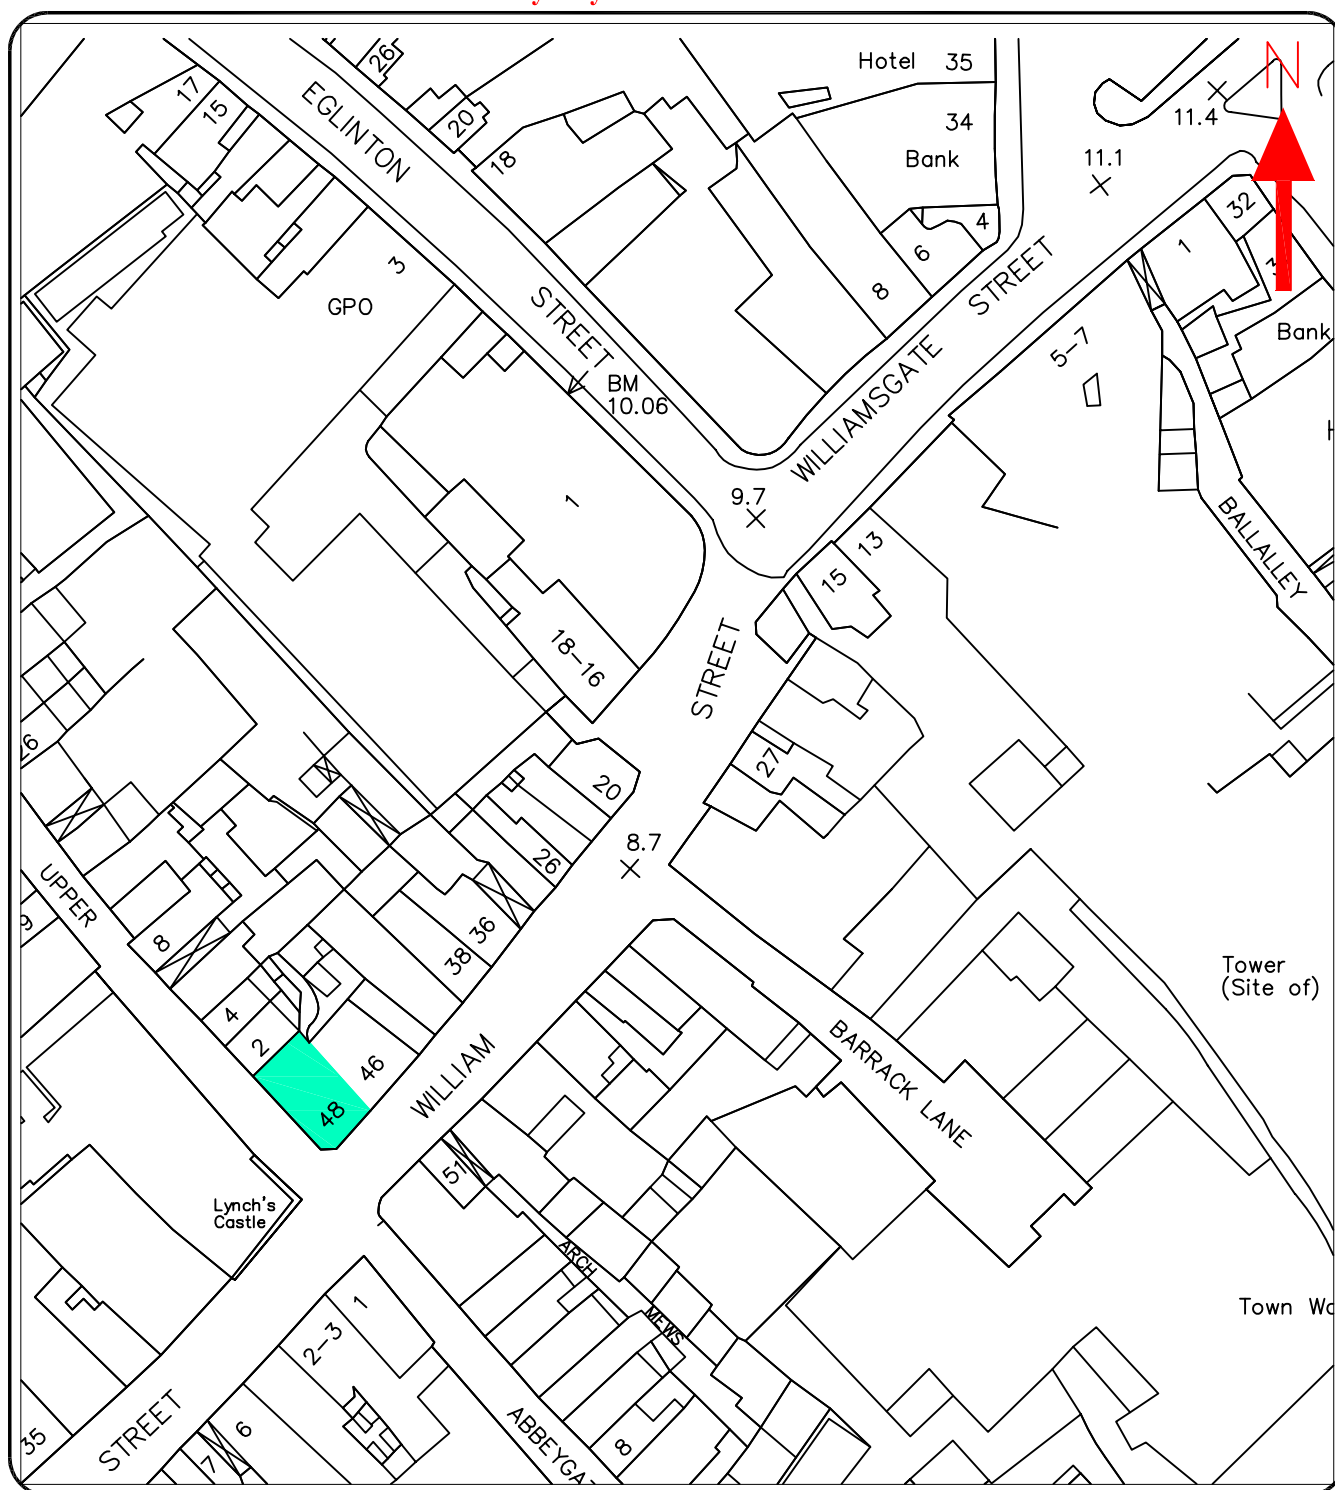 N
Hotel 35
26
17
15
EGLINTON
20
18
34
Bank
11.4
11.1
32
4
6
1
3
8
GPO
STREET
STREET
WILLIAMSGATE
5-7
Bank
BM
10.06
9.7
1
13
15
BALLALLEY
18-16
STREET
26
27
20
8.7
26
UPPER
8
36
38
Tower
(Site of)
4
2
46
48
WILLIAM
BARRACK LANE
51
Lynch's
Castle
ARCH
MEWS
Town
1
2-3
STREET
6
7
35
8